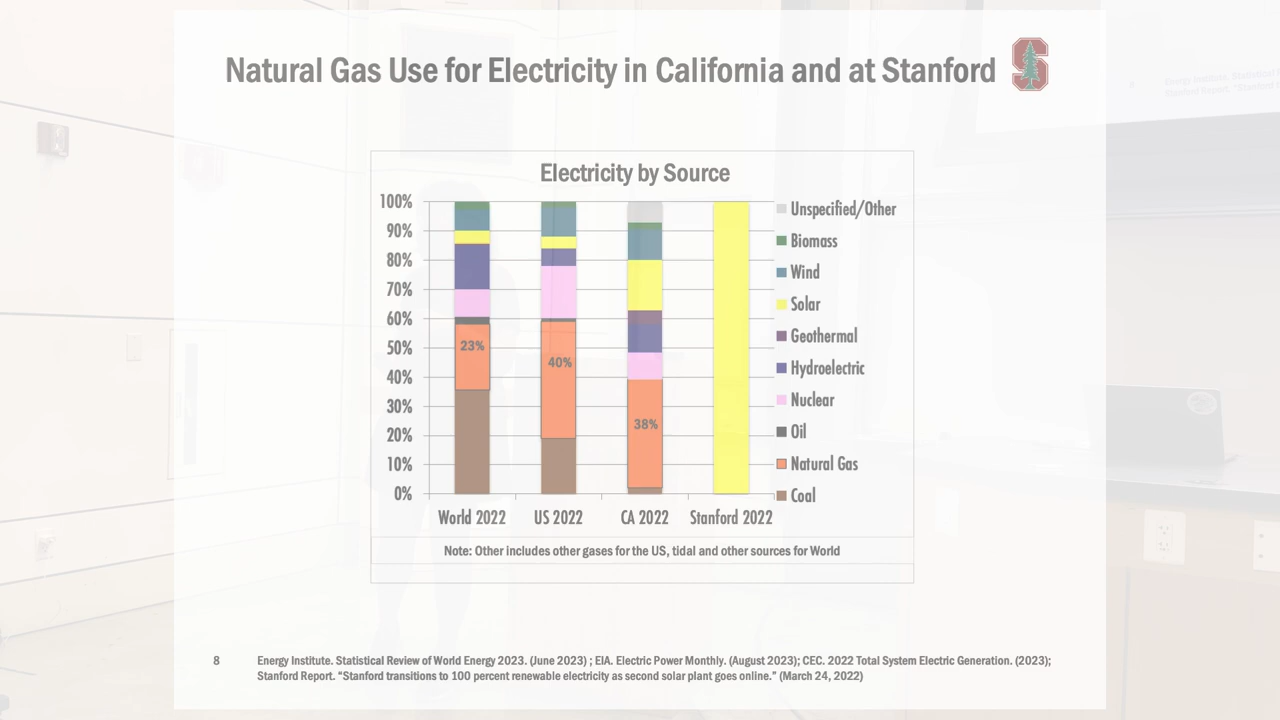 Natural Gas Use for Electricity in California and at Stanford
S
Electricity by Source
100%
90%
80%
70%
60%
50%
40%
30%
20%
10%
0%
23%
40%
38%
World 2022
US 2022
CA 2022
Stanford 2022
Unspecified/Other
Biomass
Wind
Solar
Geothermal
Hydroelectric
Nuclear
Oil
Natural Gas
Coal
Note: Other includes other gases for the US, tidal and other sources for World
8
Energy Institute. Statistical Review of World Energy 2023. (June 2023) ; EIA. Electric Power Monthly. (August 2023); CEC. 2022 Total System Electric Generation. (2023);
Stanford Report. “Stanford transitions to 100 percent renewable electricity as second solar plant goes online.” (March 24, 2022)